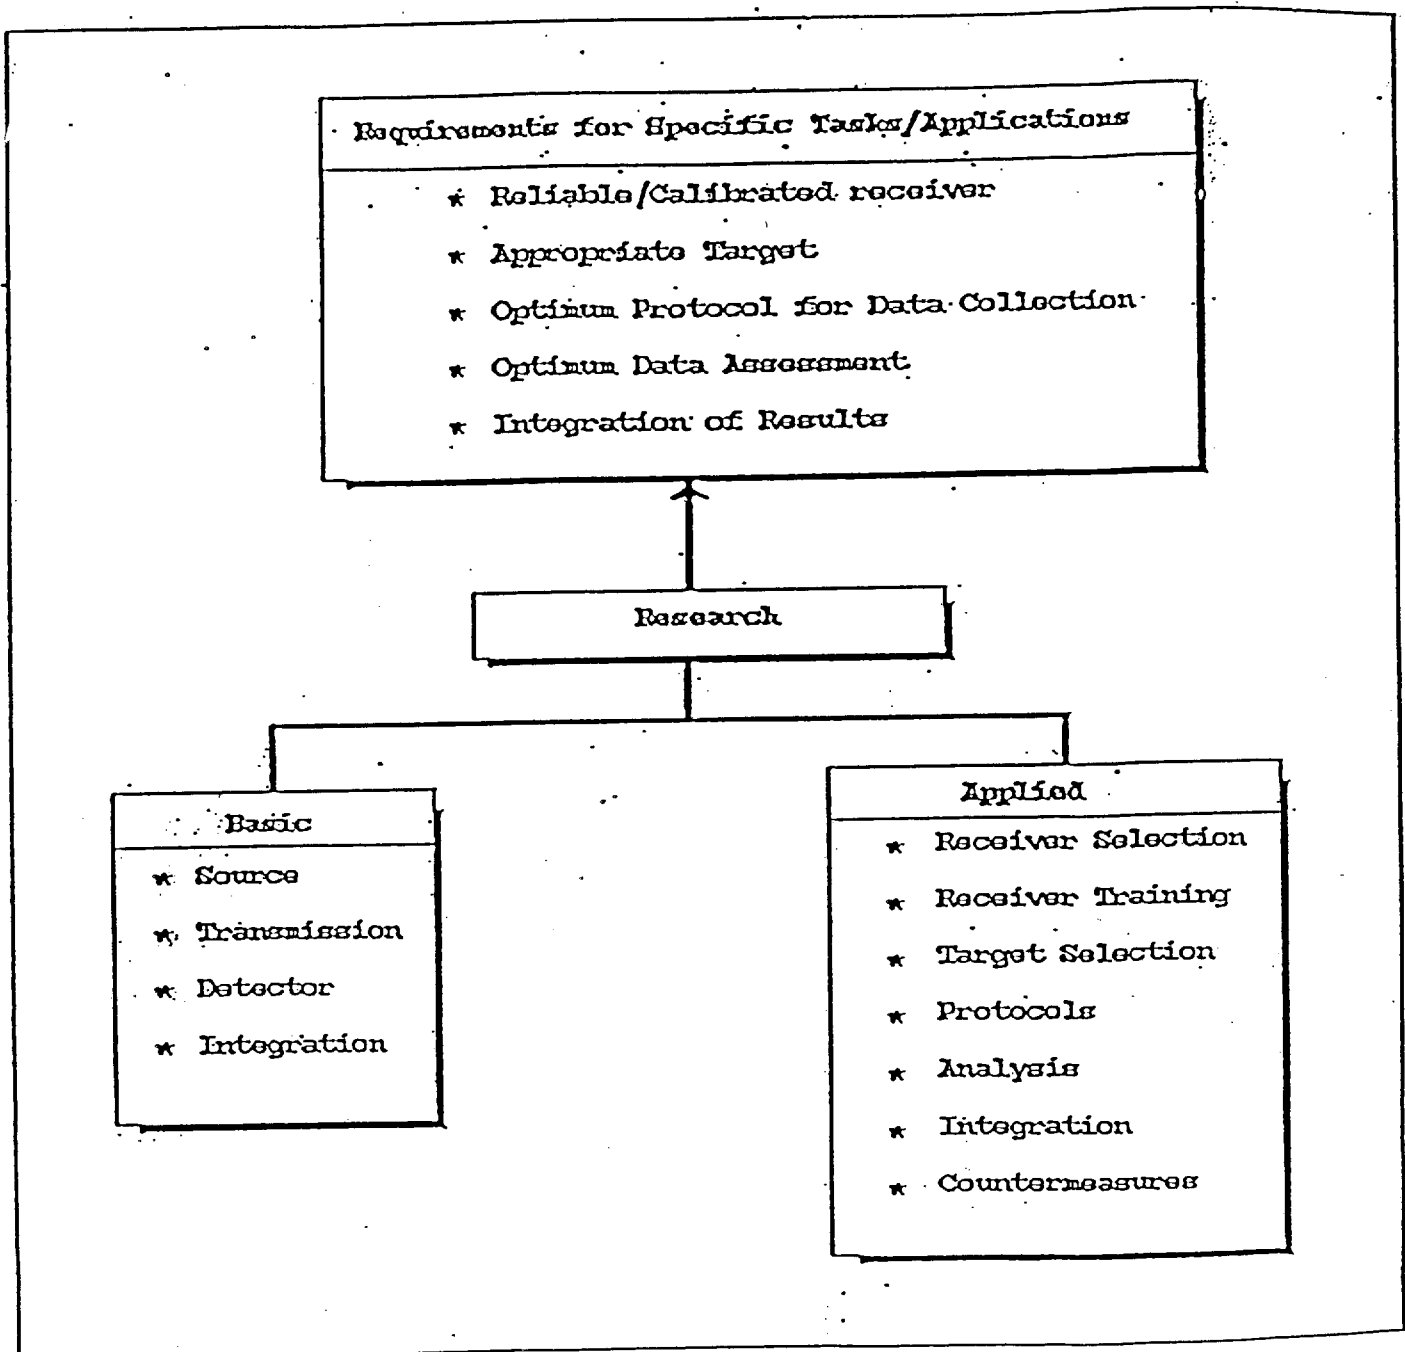 Requirements for Specific Tasks/Applications
* Reliable/Calibrated receiver
* Appropriate Target
* Optimum Protocol for Data Collection
* Optimum Data Assessment
* Integration of Results
Research
Basic
* Source
* Transmission
* Detector
* Integration
Applied
* Receiver Selection
* Receiver Training
* Target Selection
* Protocols
* Analysis
* Integration
* Countermeasures